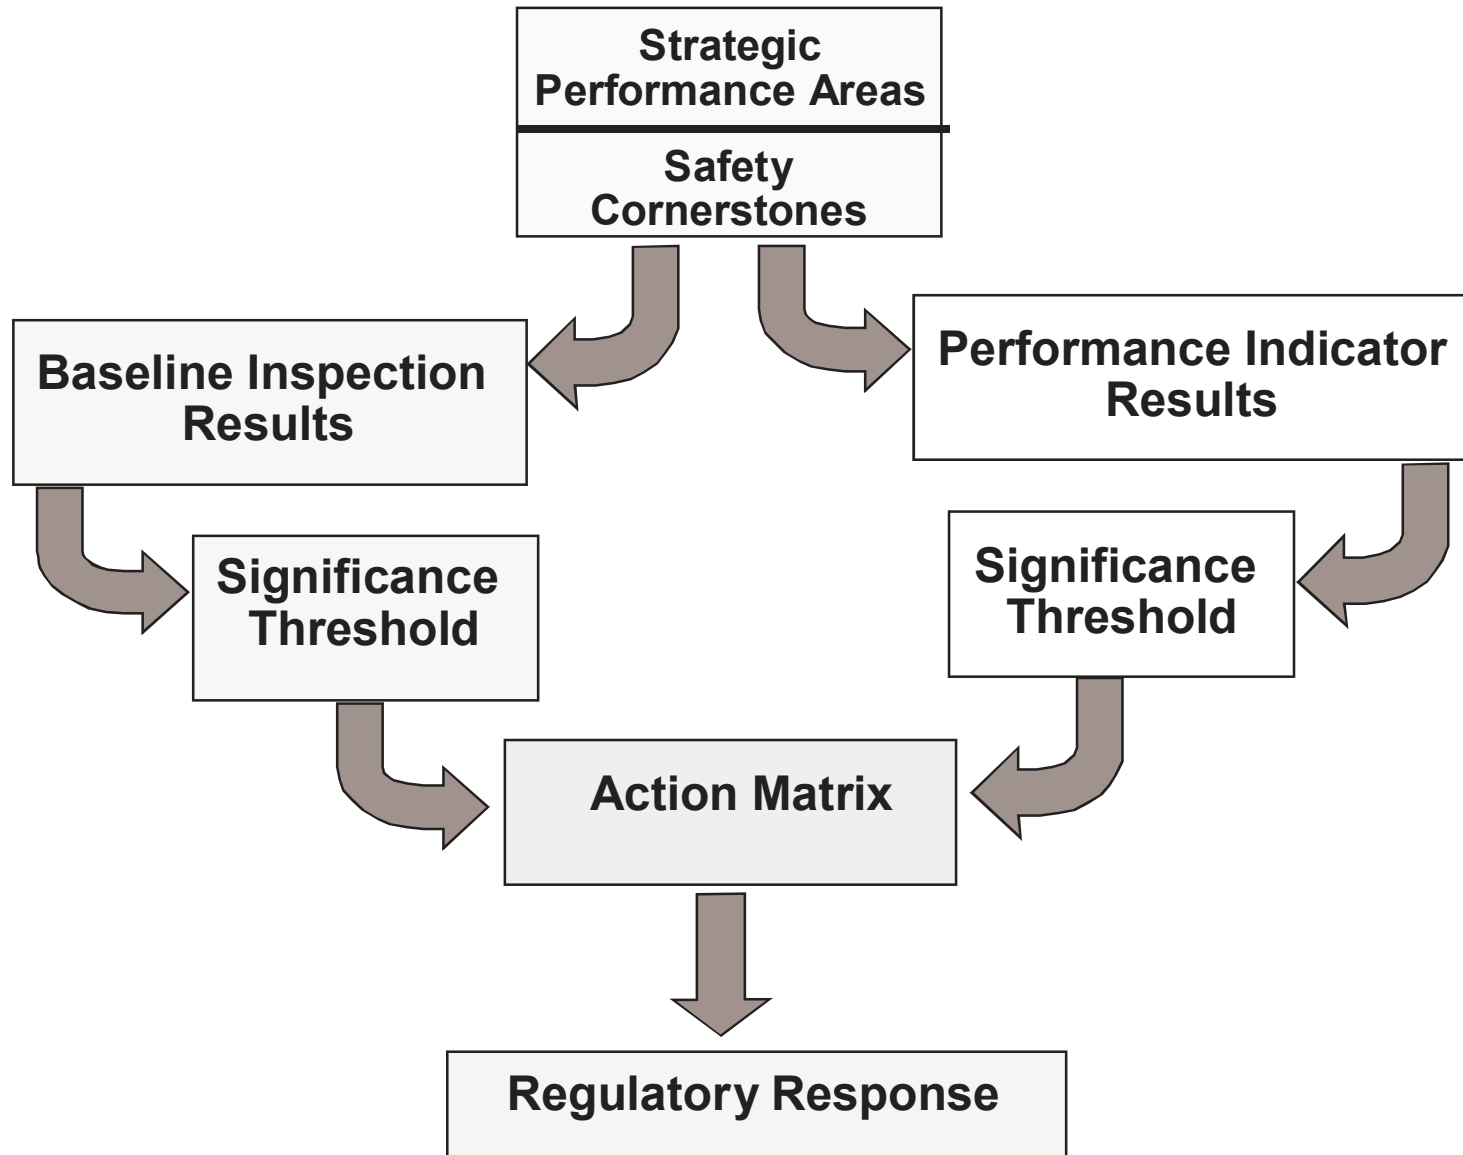 Strategic
Performance Areas
Safety
Cornerstones
Baseline Inspection
Results
Performance Indicator
Results
Significance
Threshold
Significance
Threshold
Action Matrix
Regulatory Response